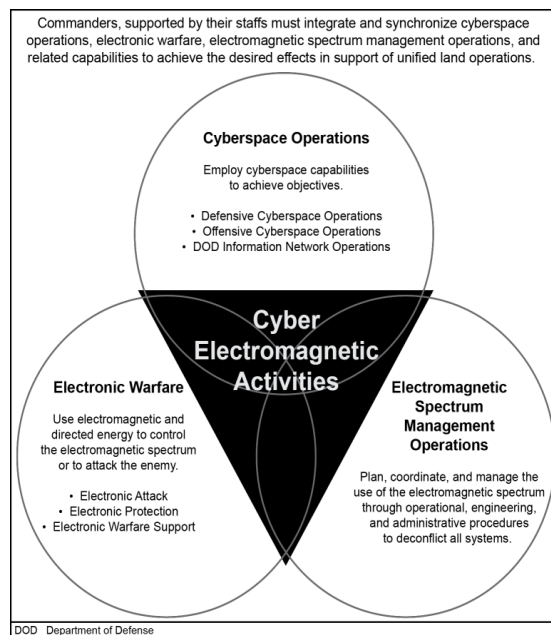 Commanders, supported by their staffs must integrate and synchronize cyberspace
operations, electronic warfare, electromagnetic spectrum management operations, and
related capabilities to achieve the desired effects in support of unified land operations.
Cyberspace Operations
Employ cyberspace capabilities
to achieve objectives.
• Defensive Cyberspace Operations
• Offensive Cyberspace Operations
• DOD Information Network Operations
Cyber
Electromagnetic
Activities
Electronic Warfare
Use electromagnetic and
directed energy to control
the electromagnetic spectrum
or to attack the enemy.
• Electronic Attack
• Electronic Protection
• Electronic Warfare Support
Electromagnetic
Spectrum
Management
Operations
Plan, coordinate, and manage the
use of the electromagnetic spectrum
through operational, engineering,
and administrative procedures
to deconflict all systems.
DOD Department of Defense